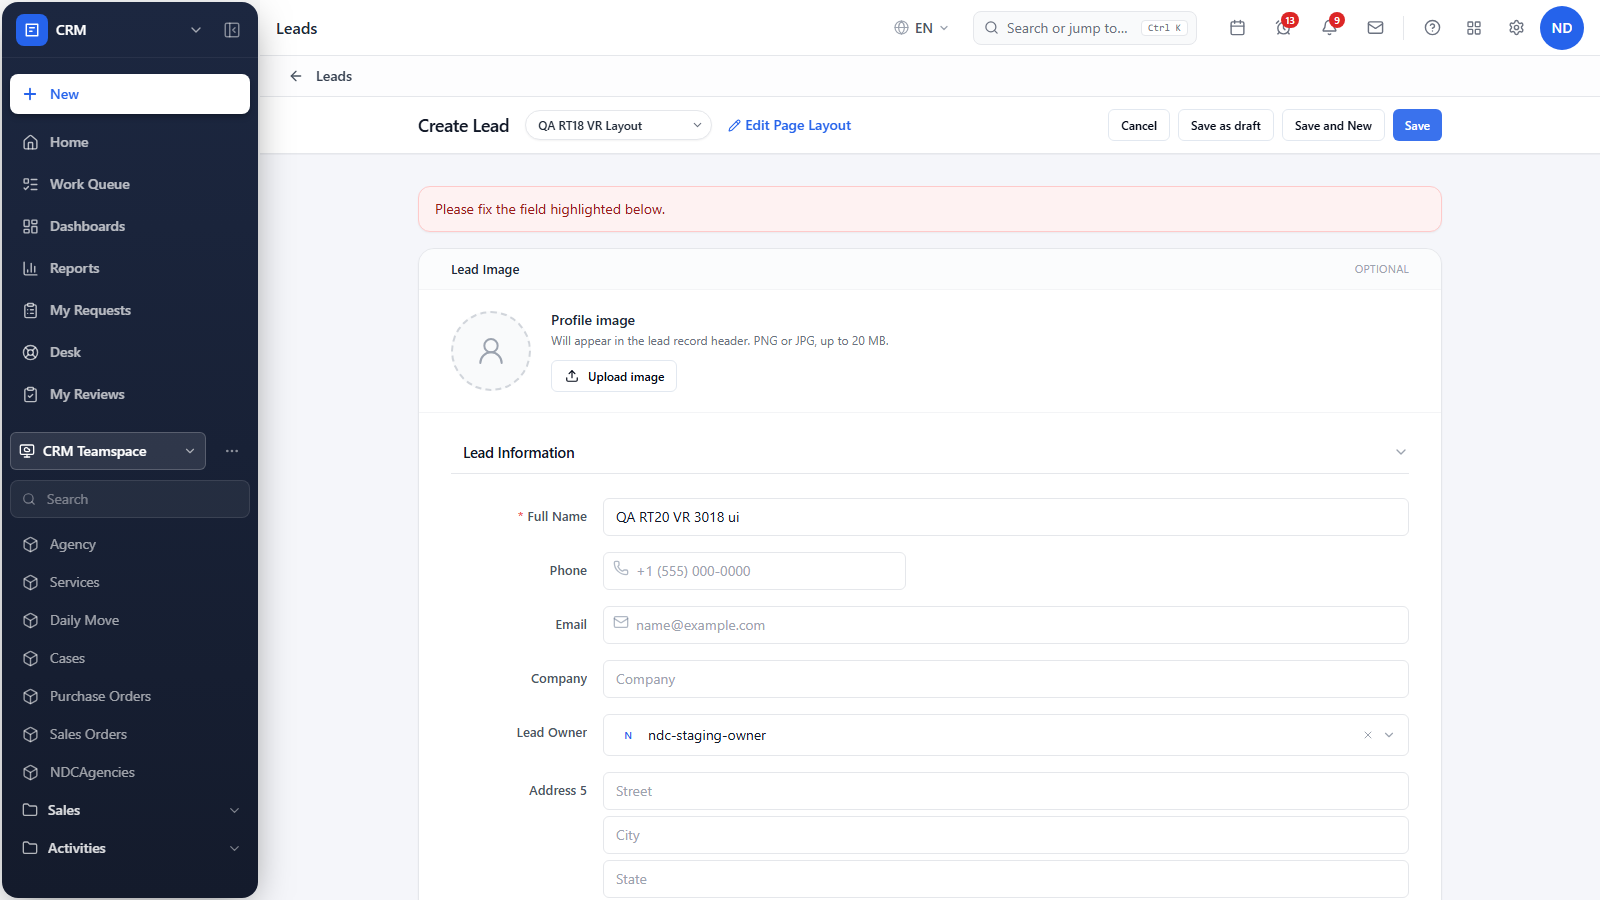 CRM
Leads
EN
Search or jump to...
Ctrl K
13
9
ND
New
Home
Work Queue
Dashboards
Reports
My Requests
Desk
My Reviews
CRM Teamspace
Search
Agency
Services
Daily Move
Cases
Purchase Orders
Sales Orders
NDCAgencies
Sales
Activities
Leads
Create Lead
QA RT18 VR Layout
Edit Page Layout
Cancel
Save as draft
Save and New
Save
Please fix the field highlighted below.
Lead Image
OPTIONAL
Profile image
Will appear in the lead record header. PNG or JPG, up to 20 MB.
Upload image
Lead Information
* Full Name
QA RT20 VR 3018 ui
Phone
+1 (555) 000-0000
Email
name@example.com
Company
Company
Lead Owner
N ndc-staging-owner
Address 5
Street
City
State